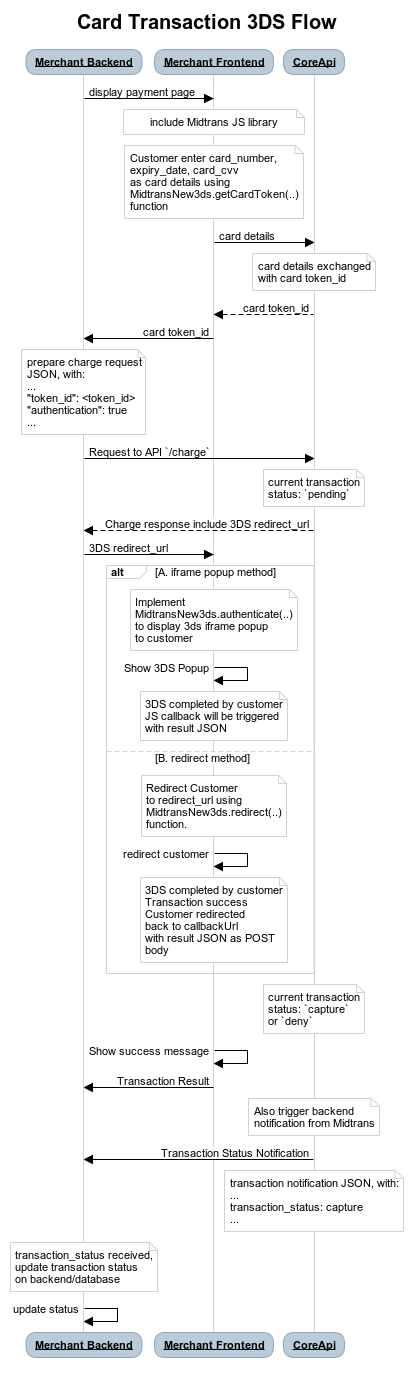 Card Transaction 3DS Flow
Merchant Backend
Merchant Frontend
CoreApi
display payment page
include Midtrans JS library
Customer enter card_number,
expiry_date, card_cvv
as card details using
MidtransNew3ds.getCardToken(..)
function
card details
card details exchanged
with card token_id
card token_id
card token_id
prepare charge request
JSON, with:
...
"token_id": <token_id>
"authentication": true
...
Request to API `/charge`
current transaction
status: `pending`
Charge response include 3DS redirect_url
3DS redirect_url
alt
[A. iframe popup method]
Implement
MidtransNew3ds.authenticate(..)
to display 3ds iframe popup
to customer
Show 3DS Popup
3DS completed by customer
JS callback will be triggered
with result JSON
[B. redirect method]
Redirect Customer
to redirect_url using
MidtransNew3ds.redirect(..)
function.
redirect customer
3DS completed by customer
Transaction success
Customer redirected
back to callbackUrl
with result JSON as POST
body
current transaction
status: `capture`
or `deny`
Show success message
Transaction Result
Also trigger backend
notification from Midtrans
Transaction Status Notification
transaction notification JSON, with:
...
transaction_status: capture
...
transaction_status received,
update transaction status
on backend/database
update status
Merchant Backend
Merchant Frontend
CoreApi